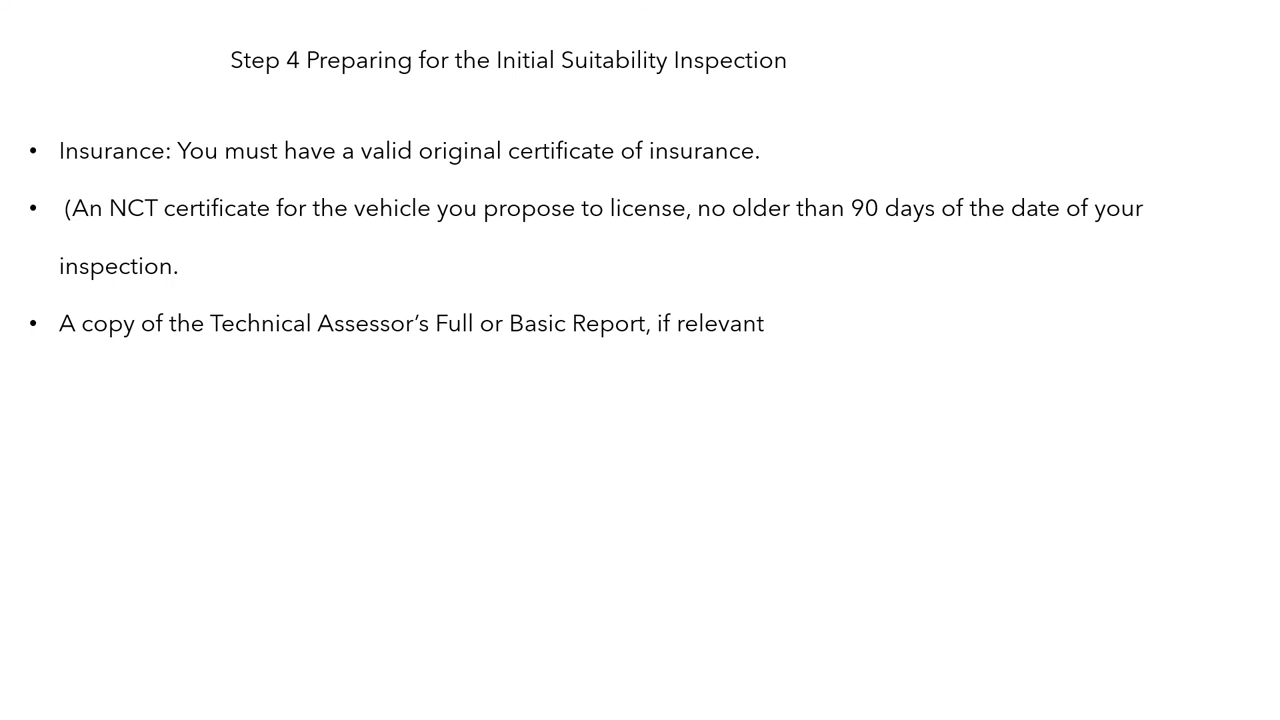 Step 4 Preparing for the Initial Suitability Inspection
• Insurance: You must have a valid original certificate of insurance.
• (An NCT certificate for the vehicle you propose to license, no older than 90 days of the date of your
inspection.
• A copy of the Technical Assessor’s Full or Basic Report, if relevant